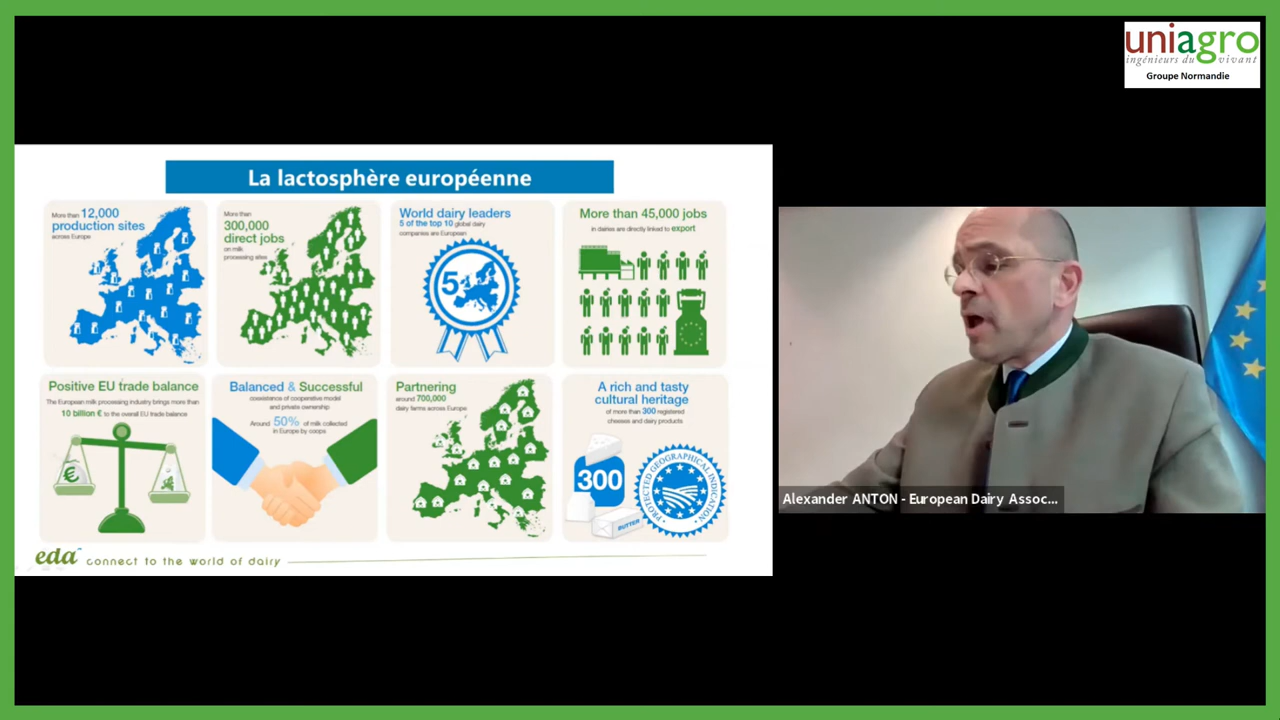 uniagro
ingénieurs du vivant
Groupe Normandie
La lactosphère européenne
More than 12,000
production sites
across Europe
More than
300,000
direct jobs
on milk
processing sites
World dairy leaders
5 of the top 10 global dairy
companies are European
5
More than 45,000 jobs
in dairies are directly linked to export
Positive EU trade balance
The European milk processing industry brings more than
10 billion € to the overall EU trade balance
€
Balanced & Successful
coexistence of cooperative model
and private ownership
Around 50% of milk collected
in Europe by coops
Partnering
around 700,000
dairy farms across Europe
A rich and tasty
cultural heritage
of more than 300 registered
cheeses and dairy products
300
BUTTER
PROTECTED GEOGRAPHICAL INDICATION
eda connect to the world of dairy
Alexander ANTON - European Dairy Assoc...